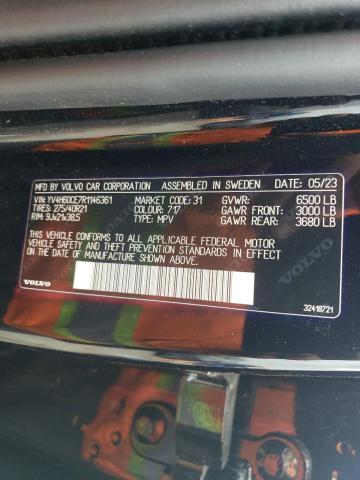 MFD BY VOLVO CAR CORPORATION ASSEMBLED IN SWEDEN DATE: 05/23
VIN: YV4H60CE7R1146361 MARKET CODE: 31 GVWR: 6500 LB
TIRES: 275/40R21 COLOUR: 717 GAWR FRONT: 3000 LB
RIM: 9Jx21x38.5 TYPE: MPV GAWR REAR: 3680 LB
THIS VEHICLE CONFORMS TO ALL APPLICABLE FEDERAL MOTOR
VEHICLE SAFETY AND THEFT PREVENTION STANDARDS IN EFFECT
ON THE DATE OF MANUFACTURE SHOWN ABOVE.
VOLVO
32418721